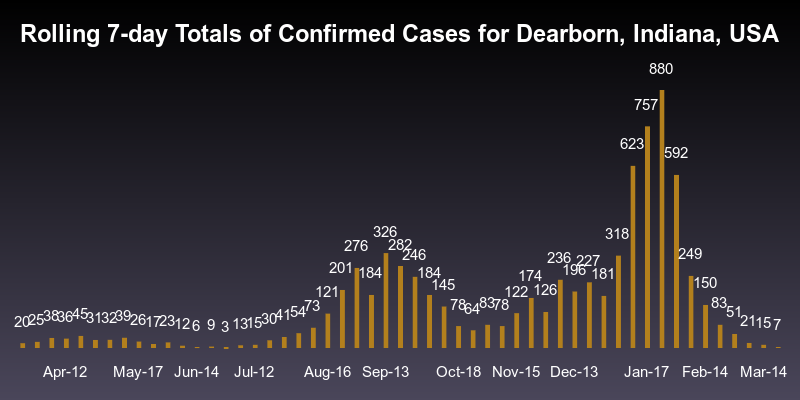 Rolling 7-day Totals of Confirmed Cases for Dearborn, Indiana, USA
20 25 38 36 45 31 32 39 26 17 23 12 6 9 3 13 15 30 41 54 73 121 201 276 184 326 282 246 184 145 78 64 83 78 122 174 126 236 196 227 181 318 623 757 880 592 249 150 83 51 21 15 7
Apr-12 May-17 Jun-14 Jul-12 Aug-16 Sep-13 Oct-18 Nov-15 Dec-13 Jan-17 Feb-14 Mar-14